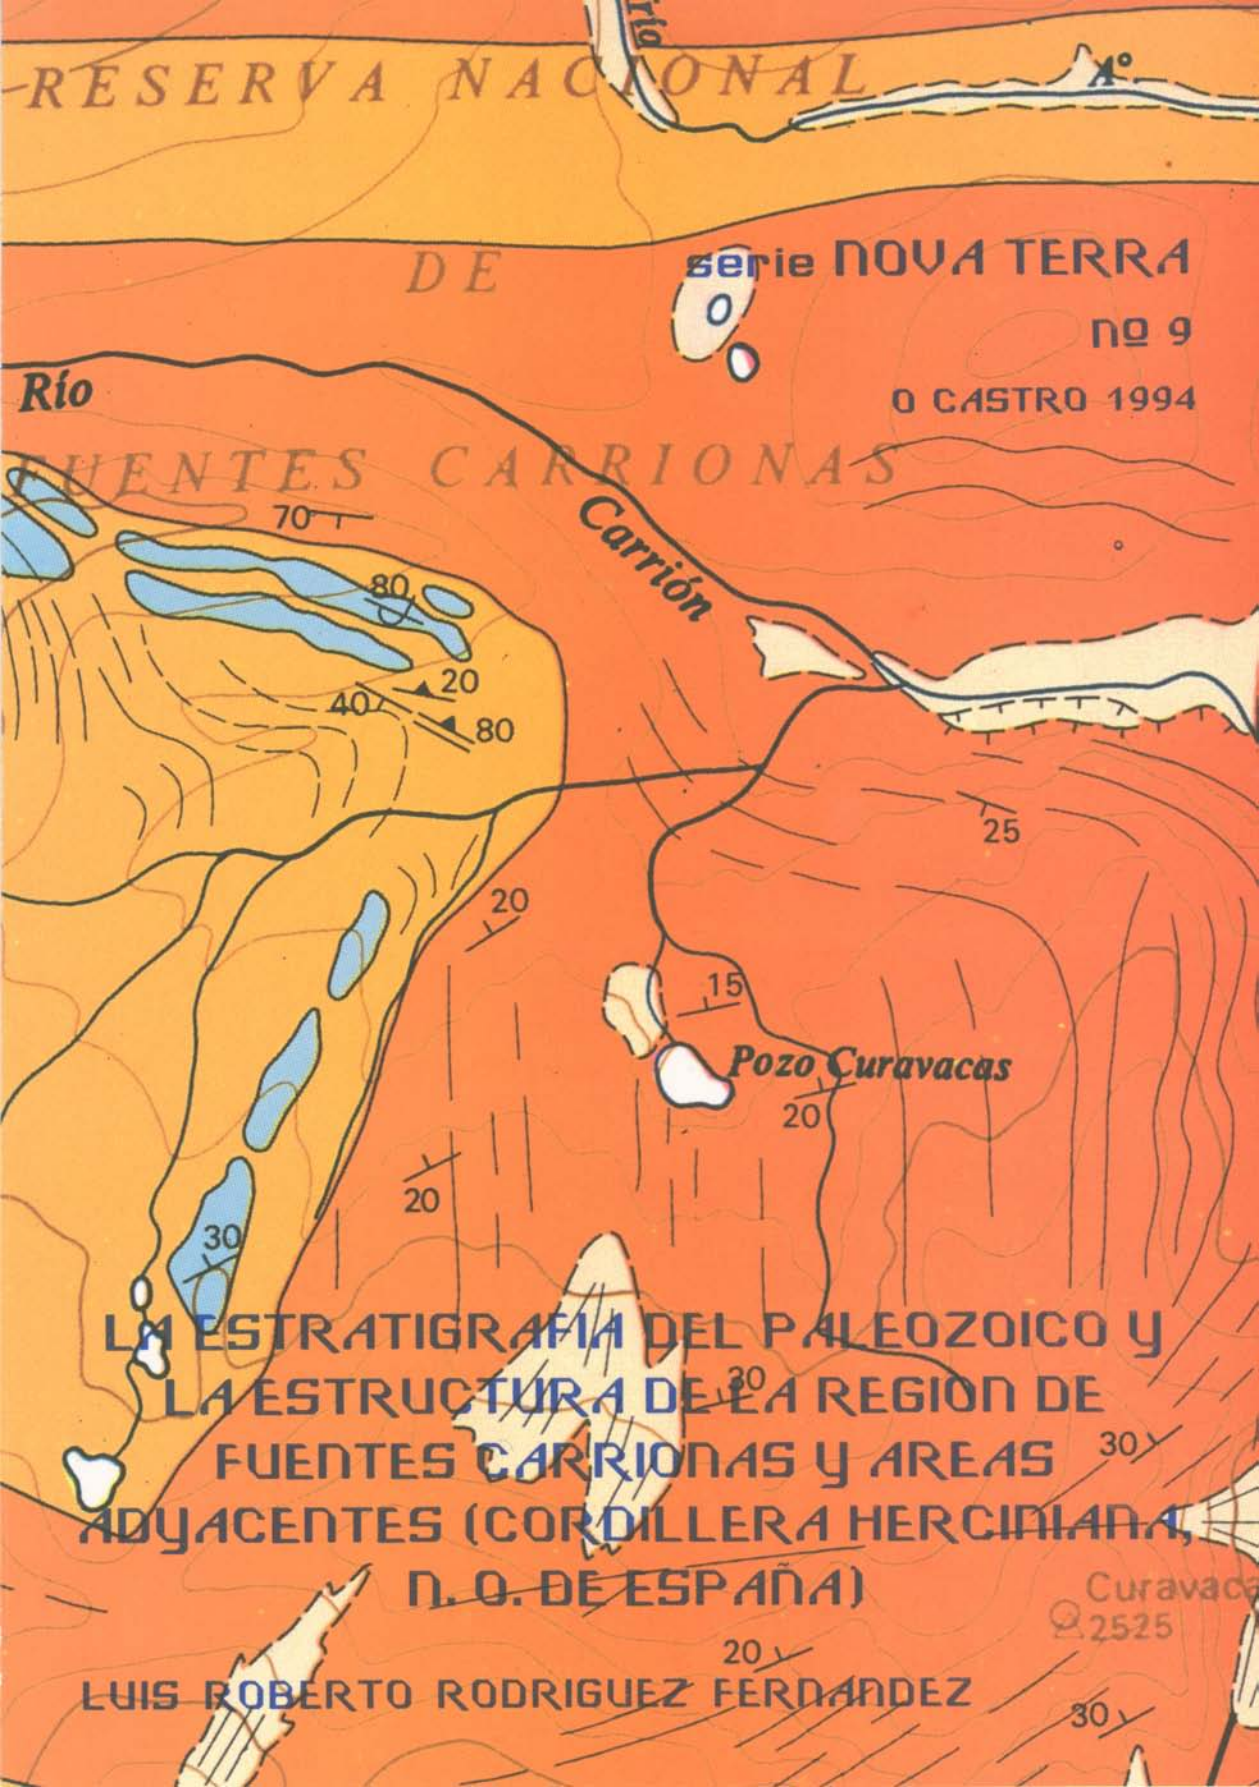 río
RESERVA NACIONAL
Aº
DE
serie NOVA TERRA
nº 9
O CASTRO 1994
Río
FUENTES CARRIONAS
70
Carrión
80
20
40
80
25
20
15
Pozo Curavacas
20
20
30
LA ESTRATIGRAFIA DEL PALEOZOICO Y
LA ESTRUCTURA DE LA REGION DE
30
FUENTES CARRIONAS Y AREAS
30
ADYACENTES (CORDILLERA HERCINIANA,
N. O. DE ESPAÑA)
2525
20
LUIS ROBERTO RODRIGUEZ FERNANDEZ
30